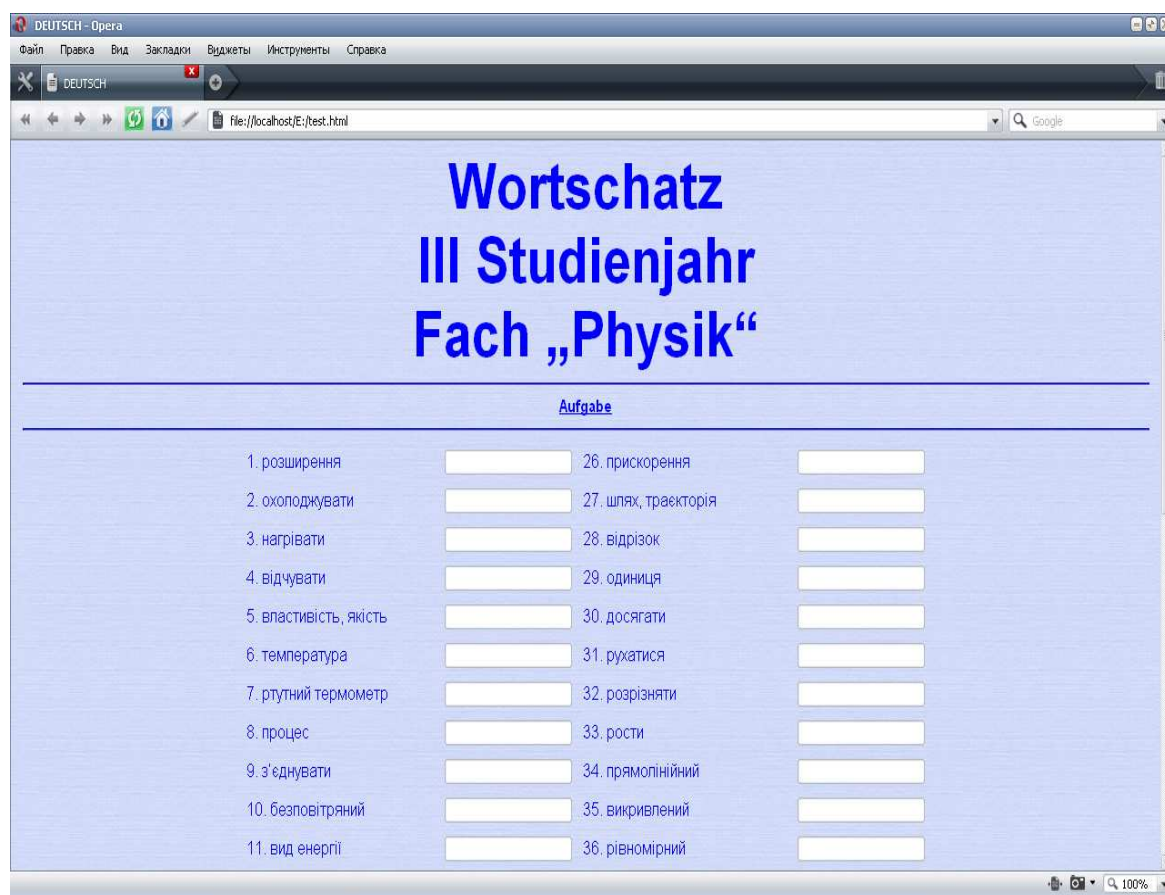 DEUTSCH - Opera
Файл Правка Вид Закладки Виджеты Инструменты Справка
DEUTSCH
file://localhost/E:/test.html Google
Wortschatz
III Studienjahr
Fach „Physik“
Aufgabe
1. розширення 26. прискорення
2. охолоджувати 27. шлях, траєкторія
3. нагрівати 28. відрізок
4. відчувати 29. одиниця
5. властивість, якість 30. досягати
6. температура 31. рухатися
7. ртутний термометр 32. розрізняти
8. процес 33. рости
9. з'єднувати 34. прямолінійний
10. безповітряний 35. викривлений
11. вид енергії 36. рівномірний
100%